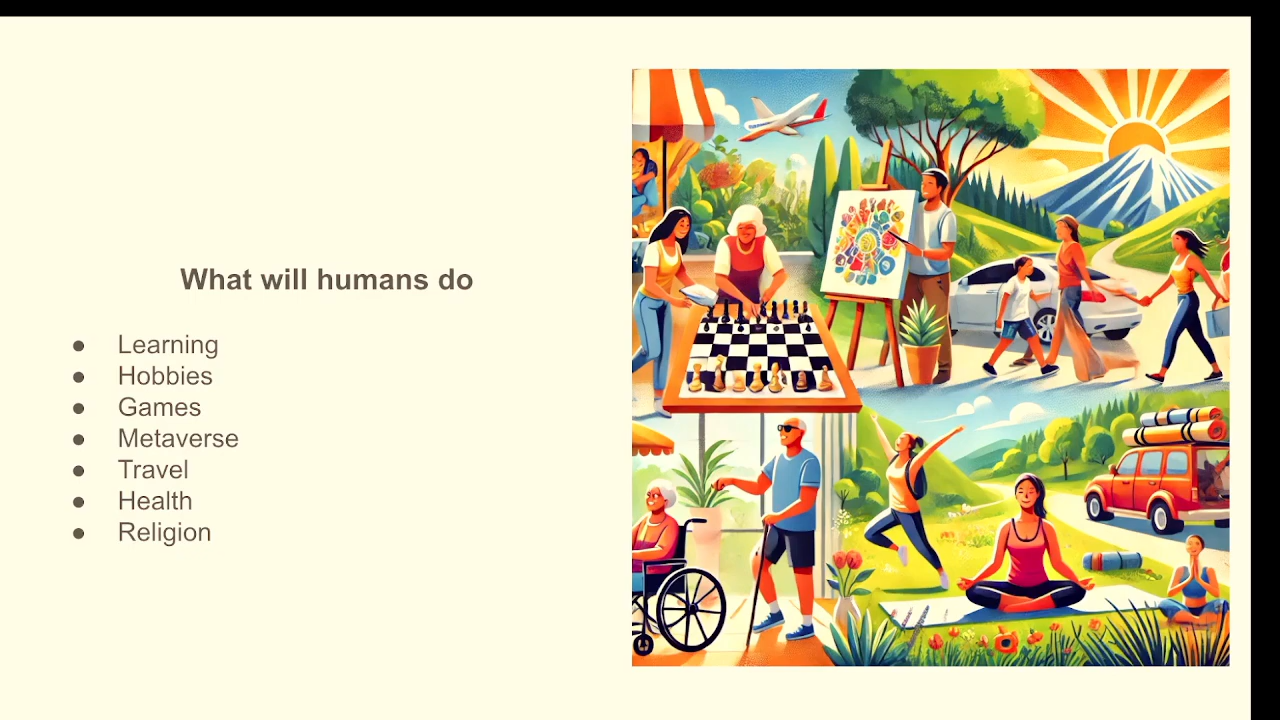 What will humans do
● Learning
● Hobbies
● Games
● Metaverse
● Travel
● Health
● Religion